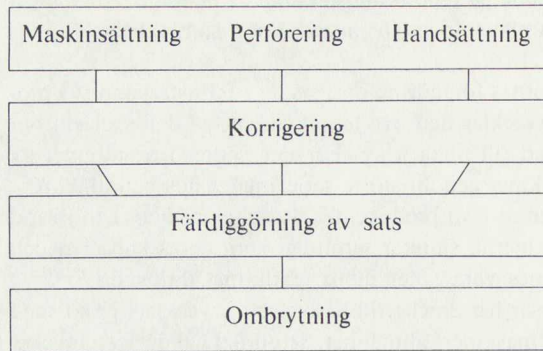 Maskinsättning Perforering Handsättning
Korrigering
Färdiggörning av sats
Ombrytning